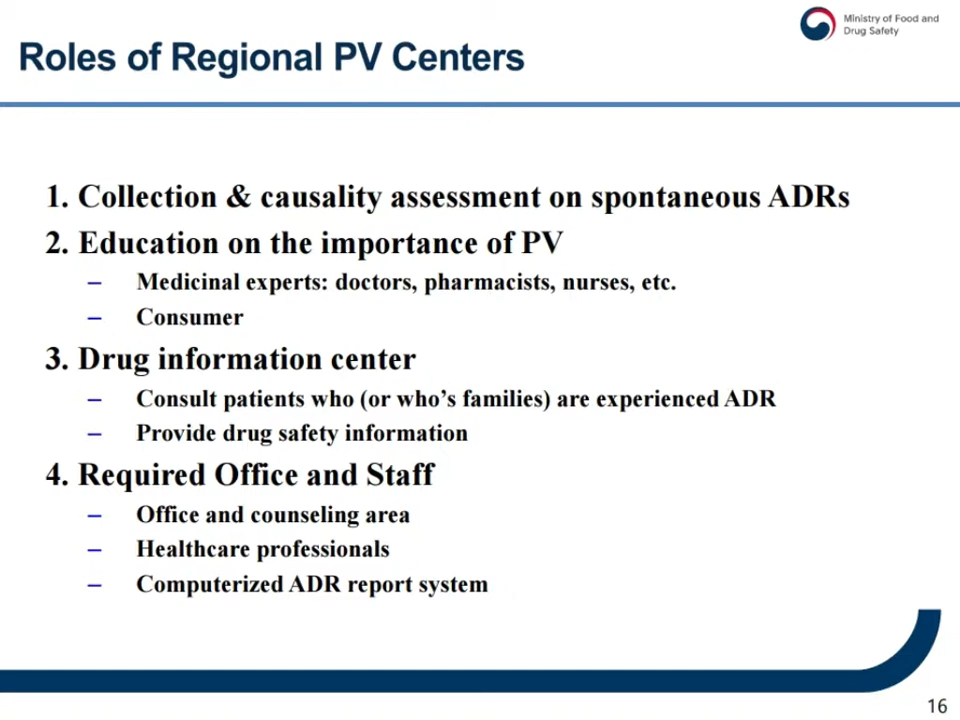 Ministry of Food and
Drug Safety
Roles of Regional PV Centers
1. Collection & causality assessment on spontaneous ADRs
2. Education on the importance of PV
– Medicinal experts: doctors, pharmacists, nurses, etc.
– Consumer
3. Drug information center
– Consult patients who (or who's families) are experienced ADR
– Provide drug safety information
4. Required Office and Staff
– Office and counseling area
– Healthcare professionals
– Computerized ADR report system
16